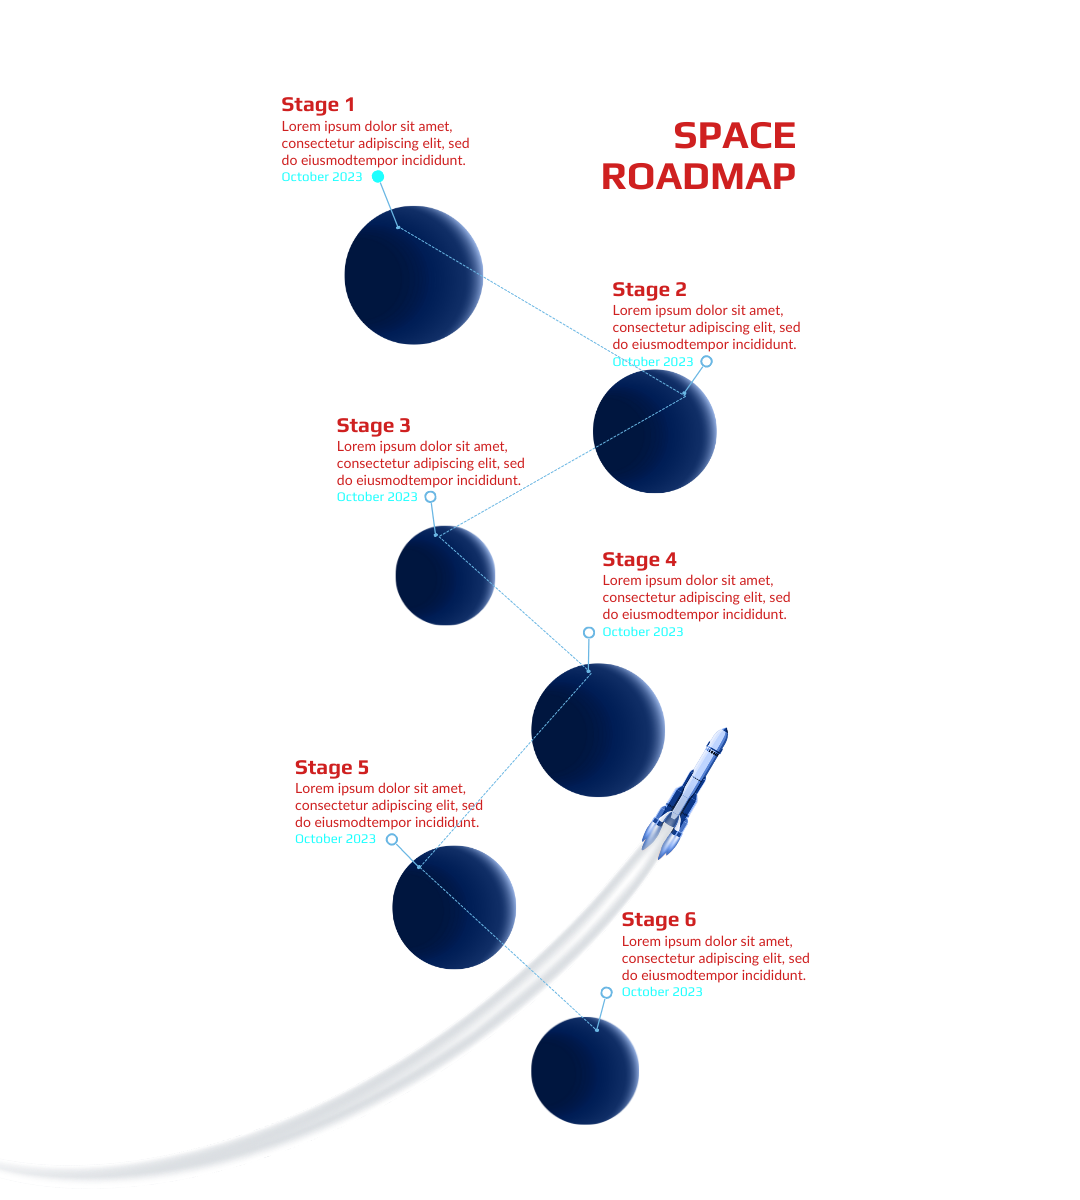 Stage 1
Lorem ipsum dolor sit amet,
consectetur adipiscing elit, sed
do eiusmodtempor incididunt.
October 2023
SPACE
ROADMAP
Stage 2
Lorem ipsum dolor sit amet,
consectetur adipiscing elit, sed
do eiusmodtempor incididunt.
October 2023
Stage 3
Lorem ipsum dolor sit amet,
consectetur adipiscing elit, sed
do eiusmodtempor incididunt.
October 2023
Stage 4
Lorem ipsum dolor sit amet,
consectetur adipiscing elit, sed
do eiusmodtempor incididunt.
October 2023
Stage 5
Lorem ipsum dolor sit amet,
consectetur adipiscing elit, sed
do eiusmodtempor incididunt.
October 2023
Stage 6
Lorem ipsum dolor sit amet,
consectetur adipiscing elit, sed
do eiusmodtempor incididunt.
October 2023